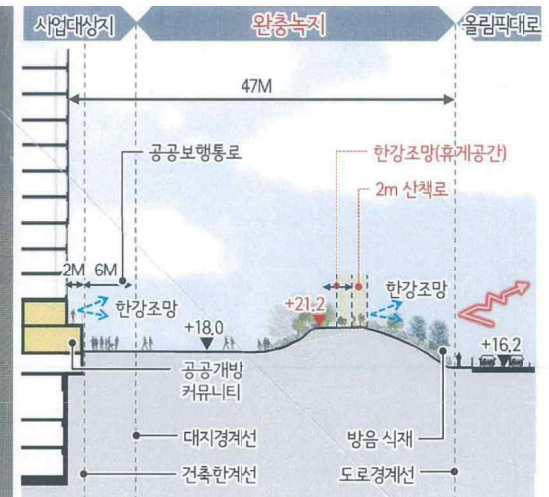 사업대상지
완충녹지
올림픽대로
47M
공공보행통로
한강조망(휴게공간)
2m 산책로
2M
6M
한강조망
+21.2
한강조망
+18.0
+16.2
공공개방
커뮤니티
대지경계선
방음 식재
건축한계선
도로경계선